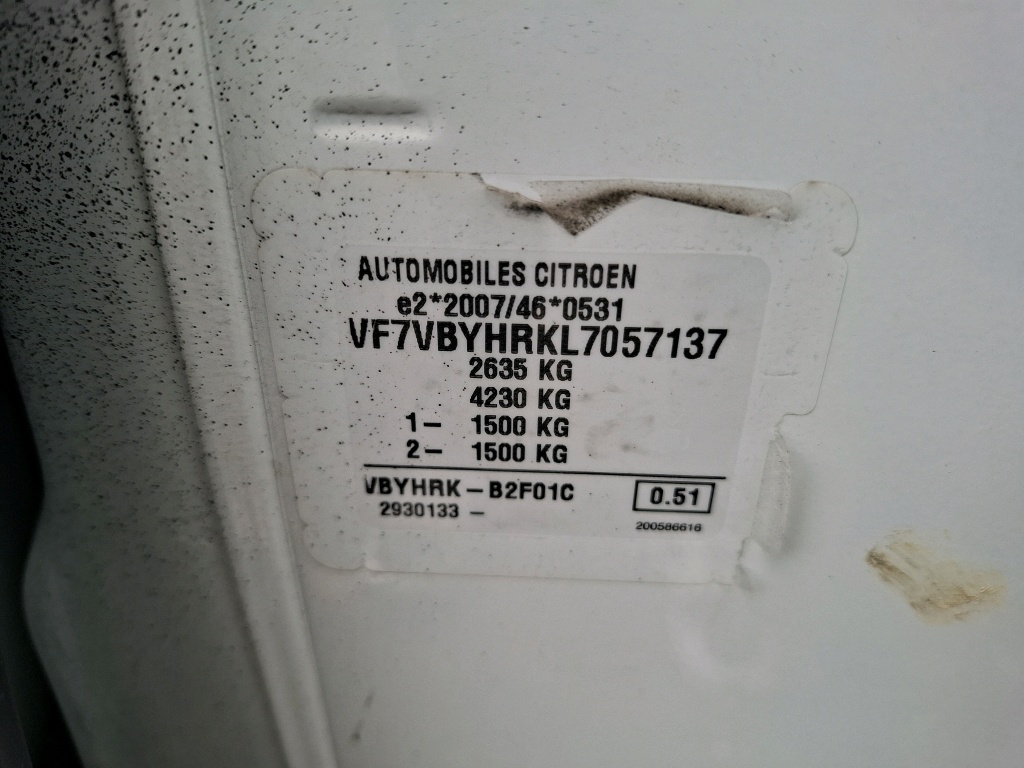 AUTOMOBILES CITROEN
e2*2007/46*0531
VF7VBYHRKL7057137
2635 KG
4230 KG
1- 1500 KG
2- 1500 KG
VBYHRK-B2F01C 0.51
2930133 -
200586616